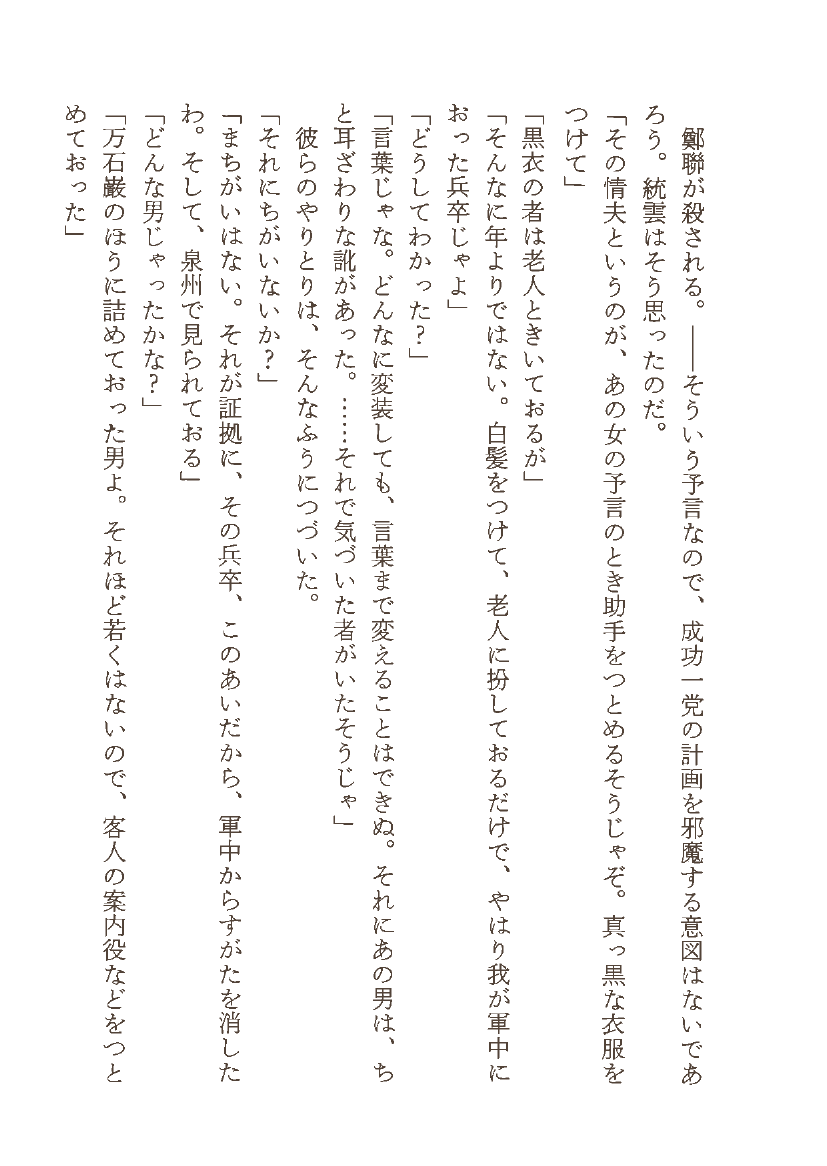 鄭聯が殺される。――そういう予言なので、成功一党の計画を邪魔する意図はないであ
ろう。統雲はそう思ったのだ。
「その情夫というのが、あの女の予言のとき助手をつとめるそうじゃぞ。真っ黒な衣服を
つけて」
「黒衣の者は老人ときいておるが」
「そんなに年よりではない。白髪をつけて、老人に扮しておるだけで、やはり我が軍中に
おった兵卒じゃよ」
「どうしてわかった？」
「言葉じゃな。どんなに変装しても、言葉まで変えることはできぬ。それにあの男は、ち
と耳ざわりな訛があった。……それで気づいた者がいたそうじゃ」
　彼らのやりとりは、そんなふうにつづいた。
「それにちがいないか？」
「まちがいはない。それが証拠に、その兵卒、このあいだから、軍中からすがたを消した
わ。そして、泉州で見られておる」
「どんな男じゃったかな？」
「万石巌のほうに詰めておった男よ。それほど若くはないので、客人の案内役などをつと
めておった」